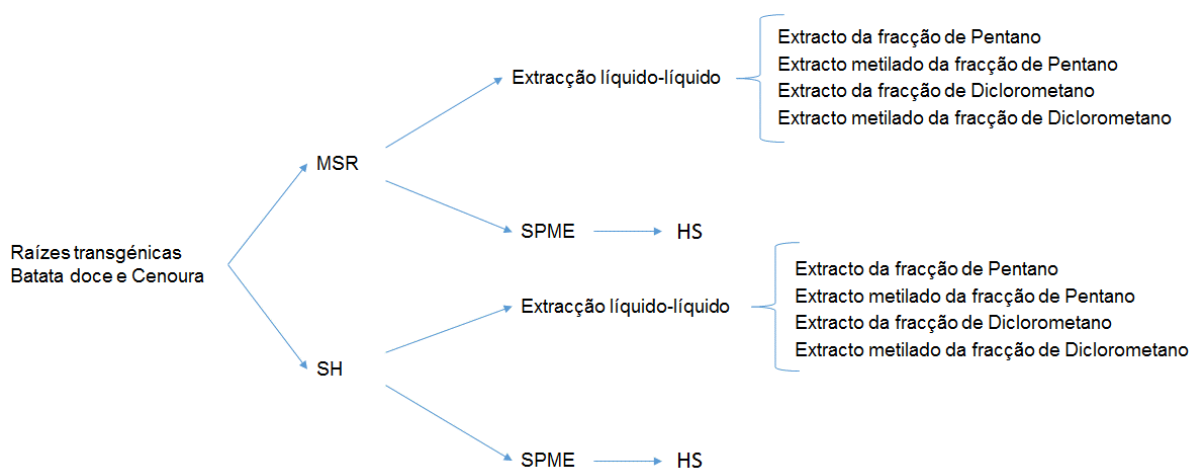 Extracto da fracção de Pentano
Extracto metilado da fracção de Pentano
Extracção líquido-líquido
Extracto da fracção de Diclorometano
Extracto metilado da fracção de Diclorometano
MSR
SPME
HS
Raízes transgénicas
Batata doce e Cenoura
Extracto da fracção de Pentano
Extracto metilado da fracção de Pentano
Extracção líquido-líquido
Extracto da fracção de Diclorometano
Extracto metilado da fracção de Diclorometano
SH
SPME
HS